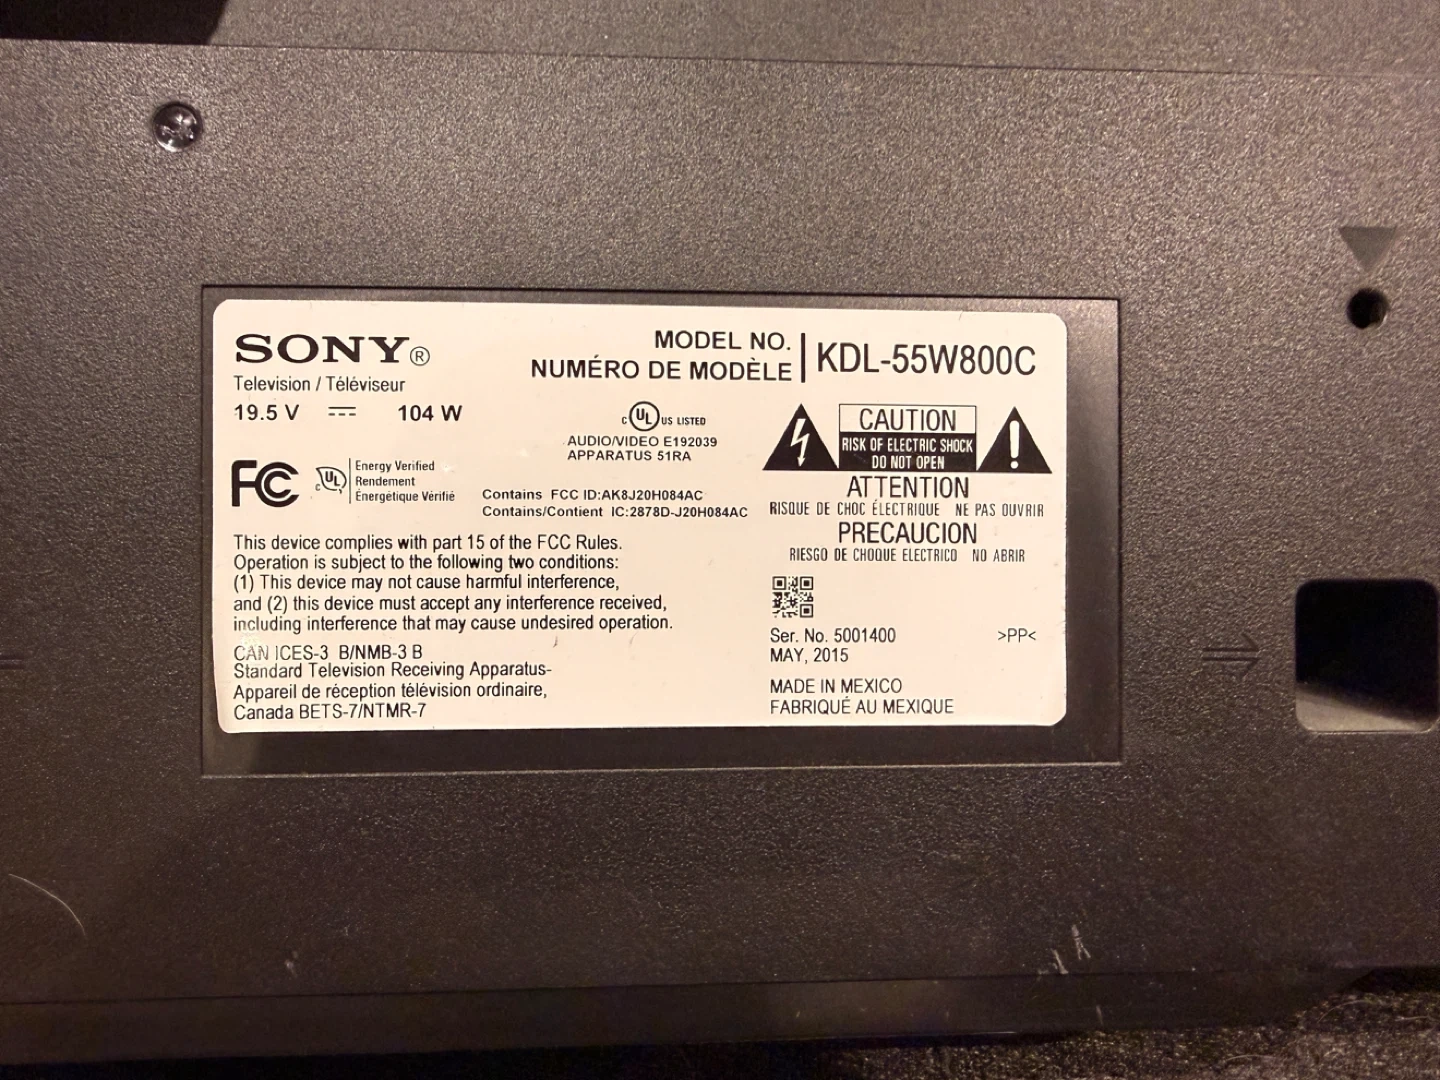 SONY®
Television / Téléviseur
19.5 V 104 W
MODEL NO.
NUMÉRO DE MODÈLE
KDL-55W800C
c UL US LISTED
AUDIO/VIDEO E192039
APPARATUS 51RA
FC
c UL
Energy Verified
Rendement
Énergétique Vérifié
Contains FCC ID:AK8J20H084AC
Contains/Contient IC:2878D-J20H084AC
CAUTION
RISK OF ELECTRIC SHOCK
DO NOT OPEN
ATTENTION
RISQUE DE CHOC ÉLECTRIQUE NE PAS OUVRIR
PRECAUCION
RIESGO DE CHOQUE ELECTRICO NO ABRIR
This device complies with part 15 of the FCC Rules.
Operation is subject to the following two conditions:
(1) This device may not cause harmful interference,
and (2) this device must accept any interference received,
including interference that may cause undesired operation.
CAN ICES-3 B/NMB-3 B
Standard Television Receiving Apparatus-
Appareil de réception télévision ordinaire,
Canada BETS-7/NTMR-7
Ser. No. 5001400 >PP<
MAY, 2015
MADE IN MEXICO
FABRIQUÉ AU MEXIQUE